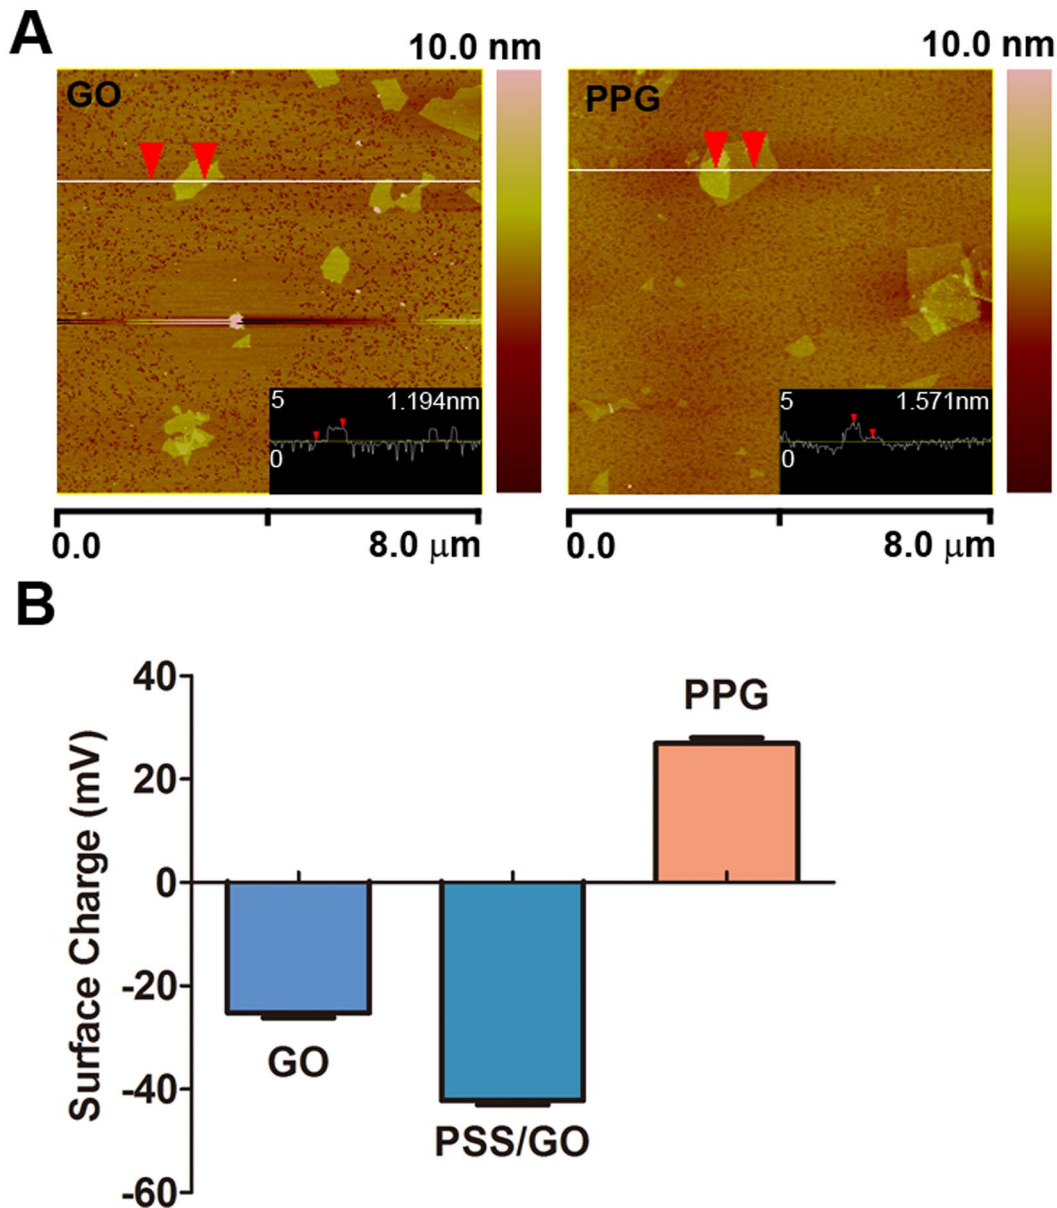 A
10.0 nm
10.0 nm
GO
PPG
5
1.194nm
0
5
1.571nm
0
0.0
8.0 μm
0.0
8.0 μm
B
Surface Charge (mV)
40
20
0
-20
-40
-60
PPG
GO
PSS/GO